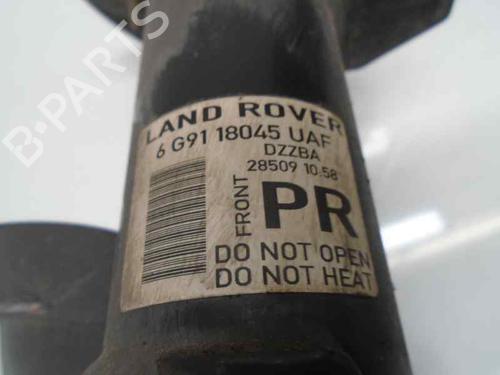 LAND ROVER
6 G91 18045 UAF
DZZBA
28509 10:58
FRONT
PR
DO NOT OPEN
DO NOT HEAT
B-PARTS